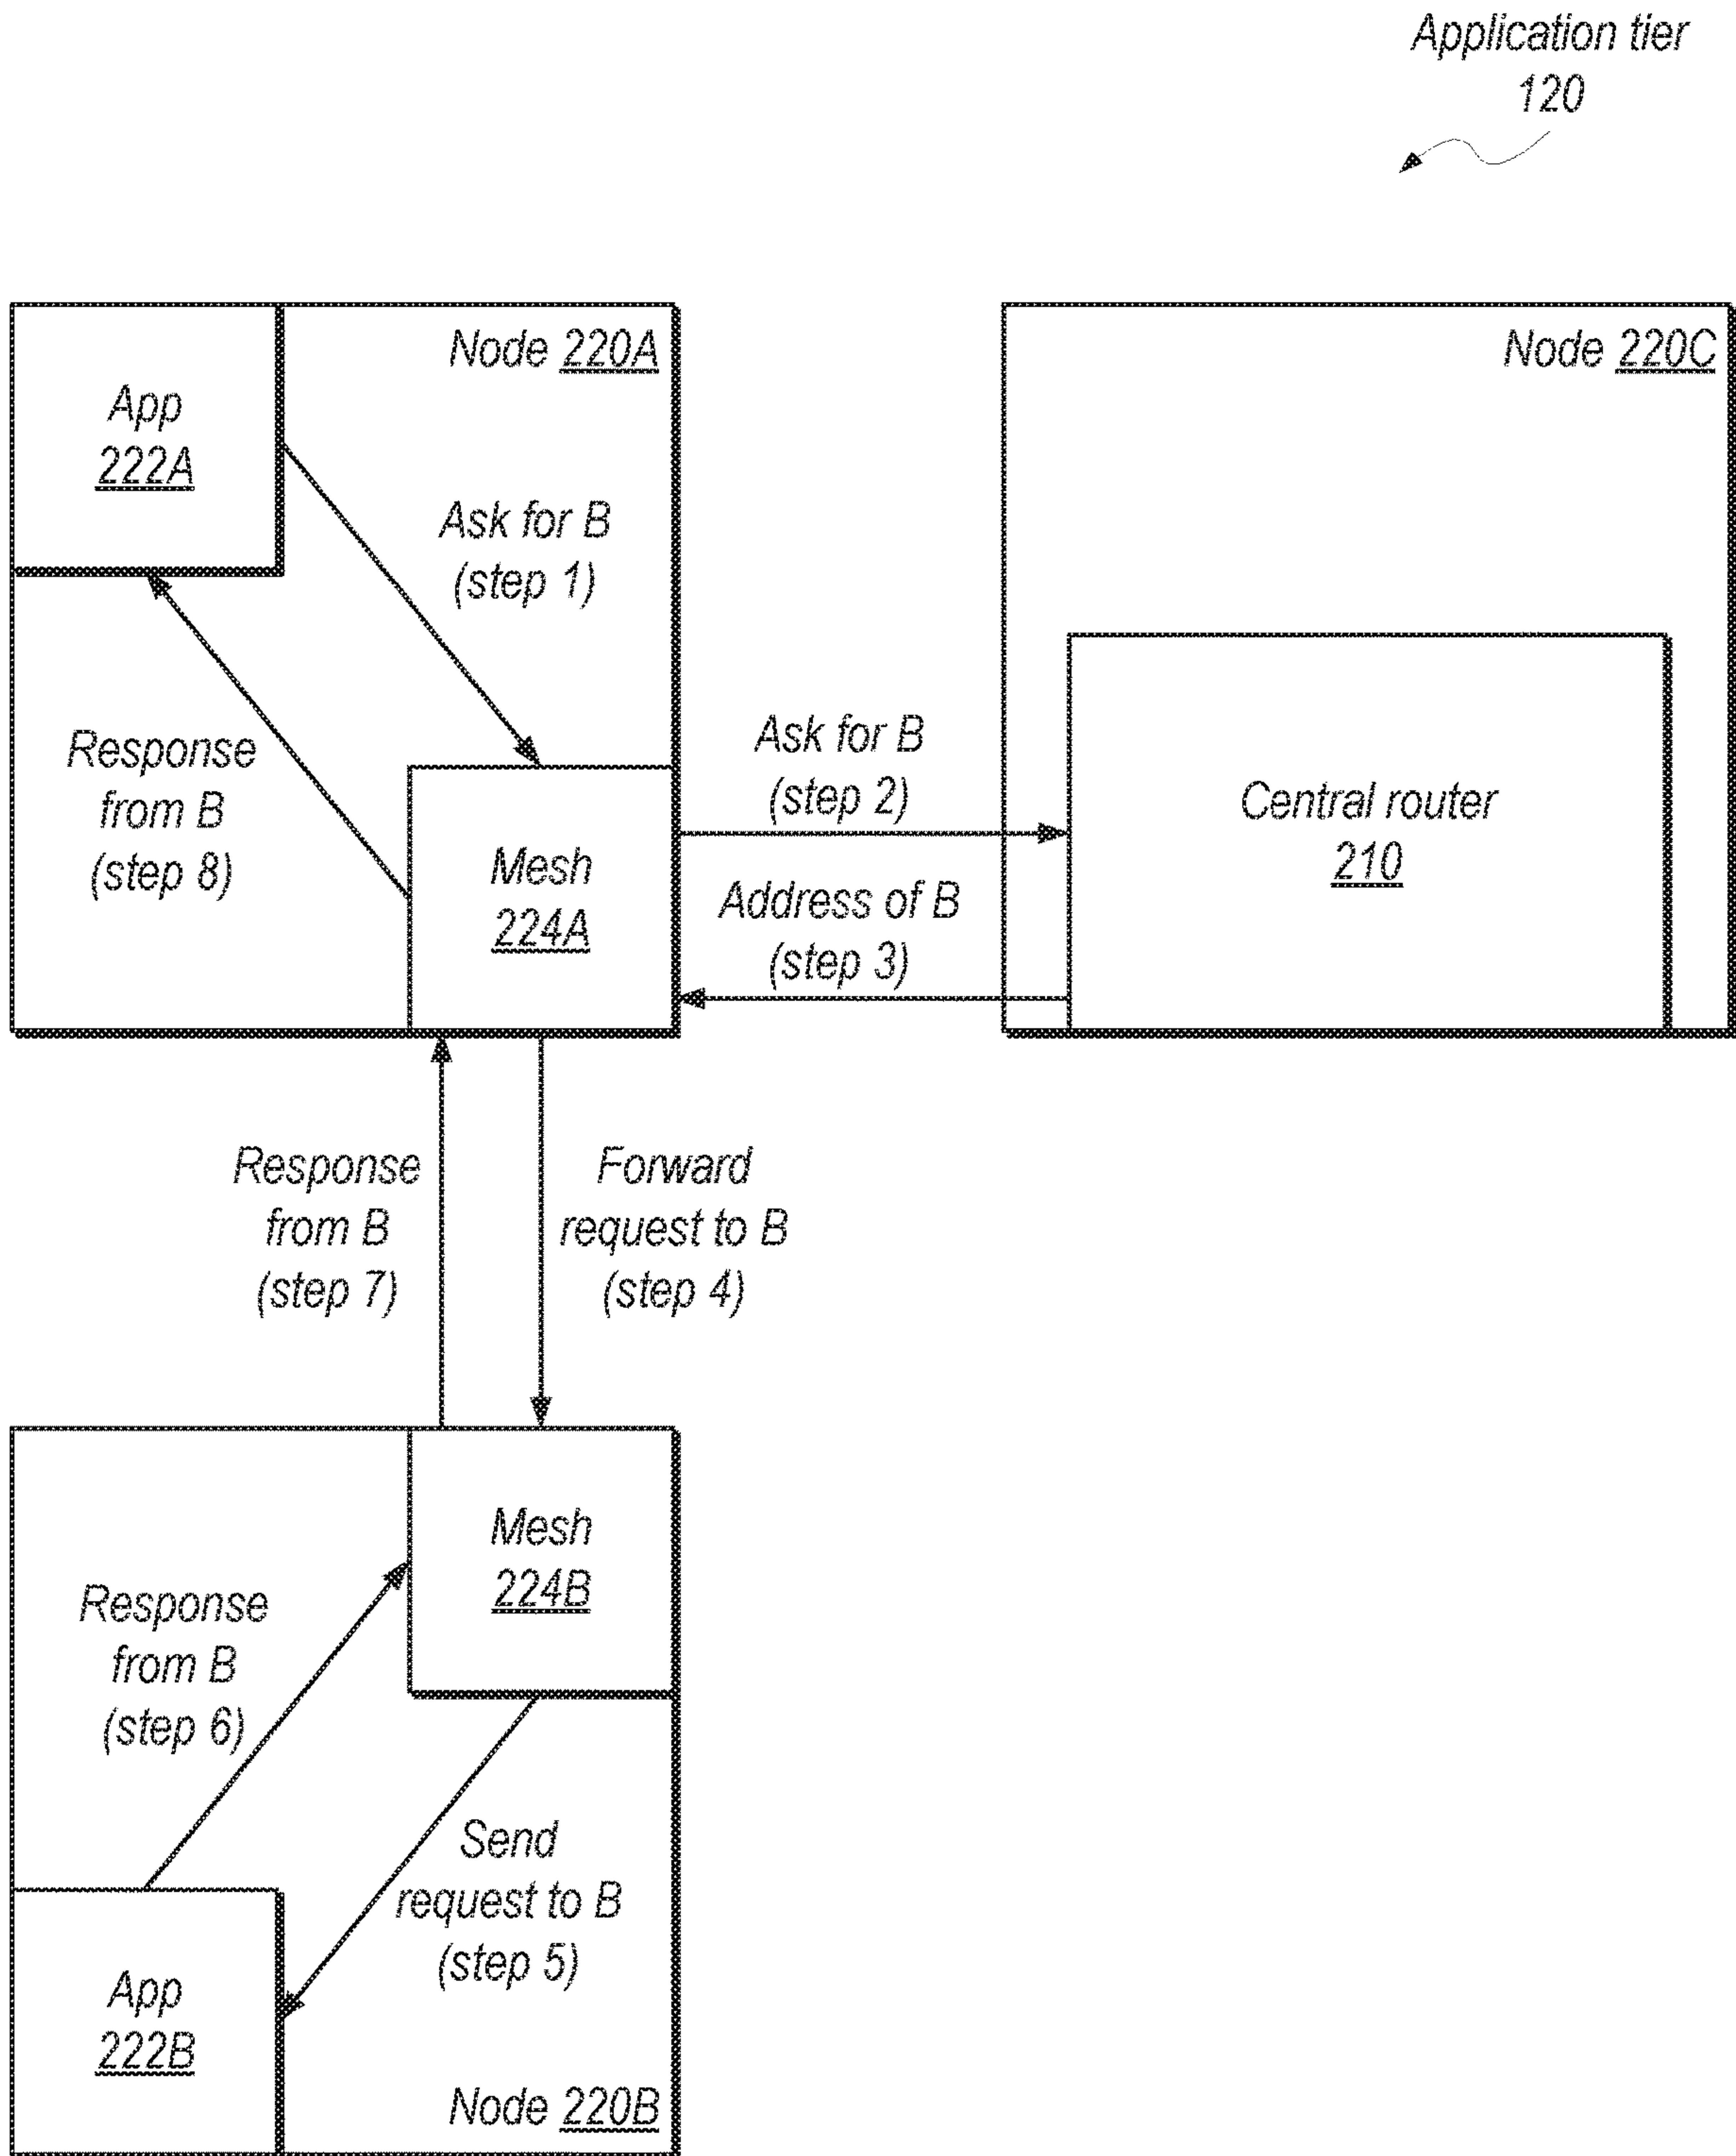 Application tier
120
Node 220A
App
222A
Ask for B
(step 1)
Response
from B
(step 8)
Mesh
224A
Ask for B
(step 2)
Address of B
(step 3)
Node 220C
Central router
210
Response
from B
(step 7)
Forward
request to B
(step 4)
Mesh
224B
Response
from B
(step 6)
Send
request to B
(step 5)
App
222B
Node 220B